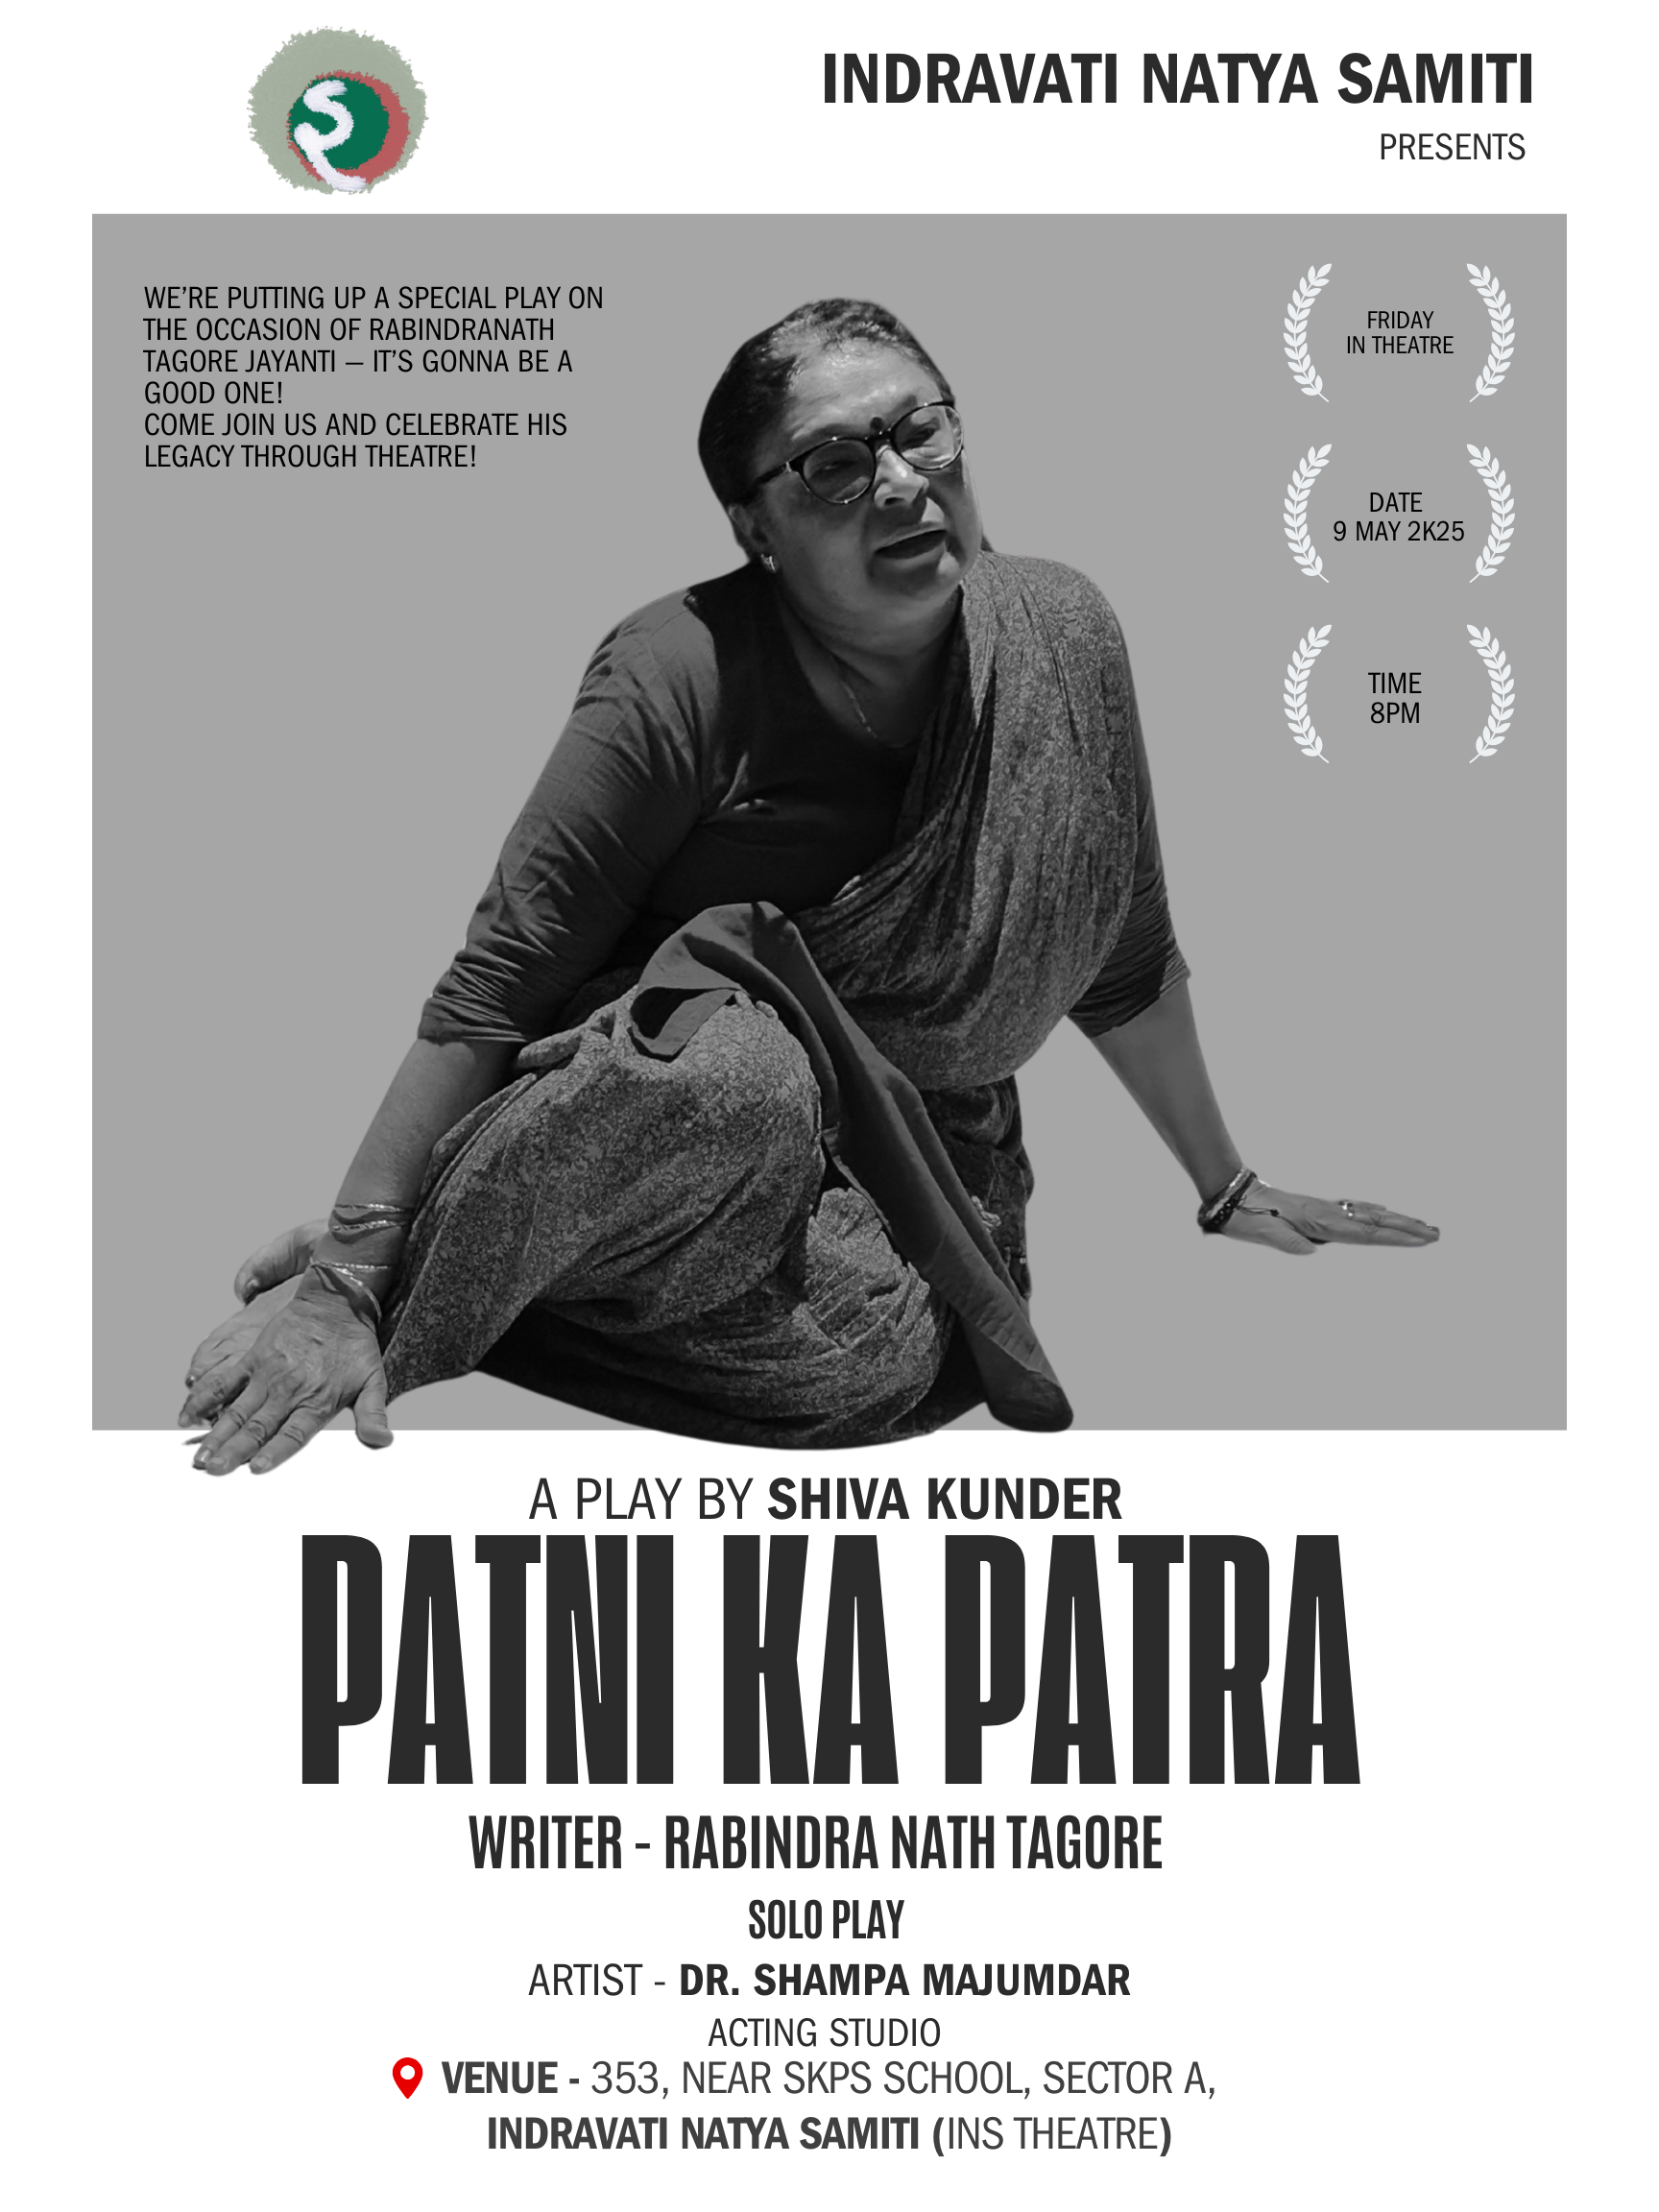 INDRAVATI NATYA SAMITI
PRESENTS
WE'RE PUTTING UP A SPECIAL PLAY ON
THE OCCASION OF RABINDRANATH
TAGORE JAYANTI – IT'S GONNA BE A
GOOD ONE!
COME JOIN US AND CELEBRATE HIS
LEGACY THROUGH THEATRE!
FRIDAY
IN THEATRE
DATE
9 MAY 2K25
TIME
8PM
A PLAY BY SHIVA KUNDER
PATNI KA PATRA
WRITER - RABINDRA NATH TAGORE
SOLO PLAY
ARTIST - DR. SHAMPA MAJUMDAR
ACTING STUDIO
VENUE - 353, NEAR SKPS SCHOOL, SECTOR A,
INDRAVATI NATYA SAMITI (INS THEATRE)